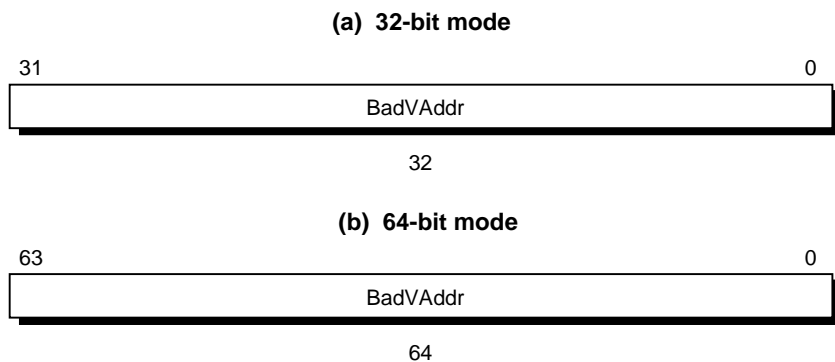 (a) 32-bit mode
31 0
BadVAddr
32
(b) 64-bit mode
63 0
BadVAddr
64